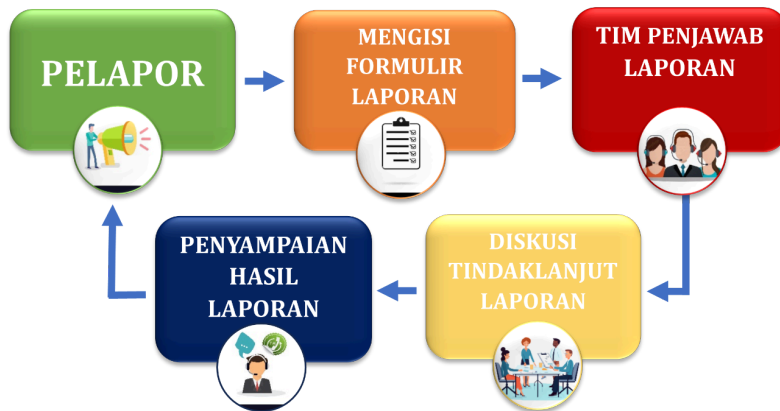 PELAPOR
MENGISI
FORMULIR
LAPORAN
TIM PENJAWAB
LAPORAN
DISKUSI
TINDAKLANJUT
LAPORAN
PENYAMPAIAN
HASIL
LAPORAN